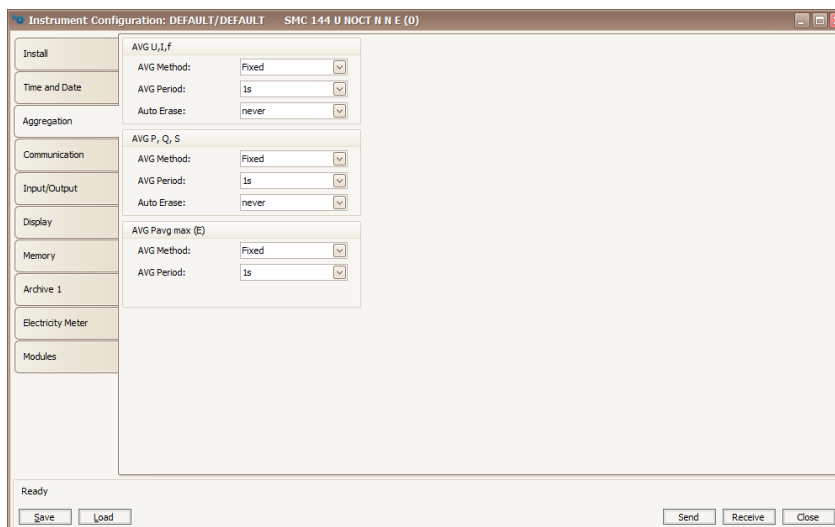 Instrument Configuration: DEFAULT/DEFAULT SMC 144 U NOCT N N E (0)
Install
Time and Date
Aggregation
Communication
Input/Output
Display
Memory
Archive 1
Electricity Meter
Modules
AVG U,I,f
AVG Method: Fixed
AVG Period: 1s
Auto Erase: never
AVG P, Q, S
AVG Method: Fixed
AVG Period: 1s
Auto Erase: never
AVG Pavg max (E)
AVG Method: Fixed
AVG Period: 1s
Ready
Save Load Send Receive Close